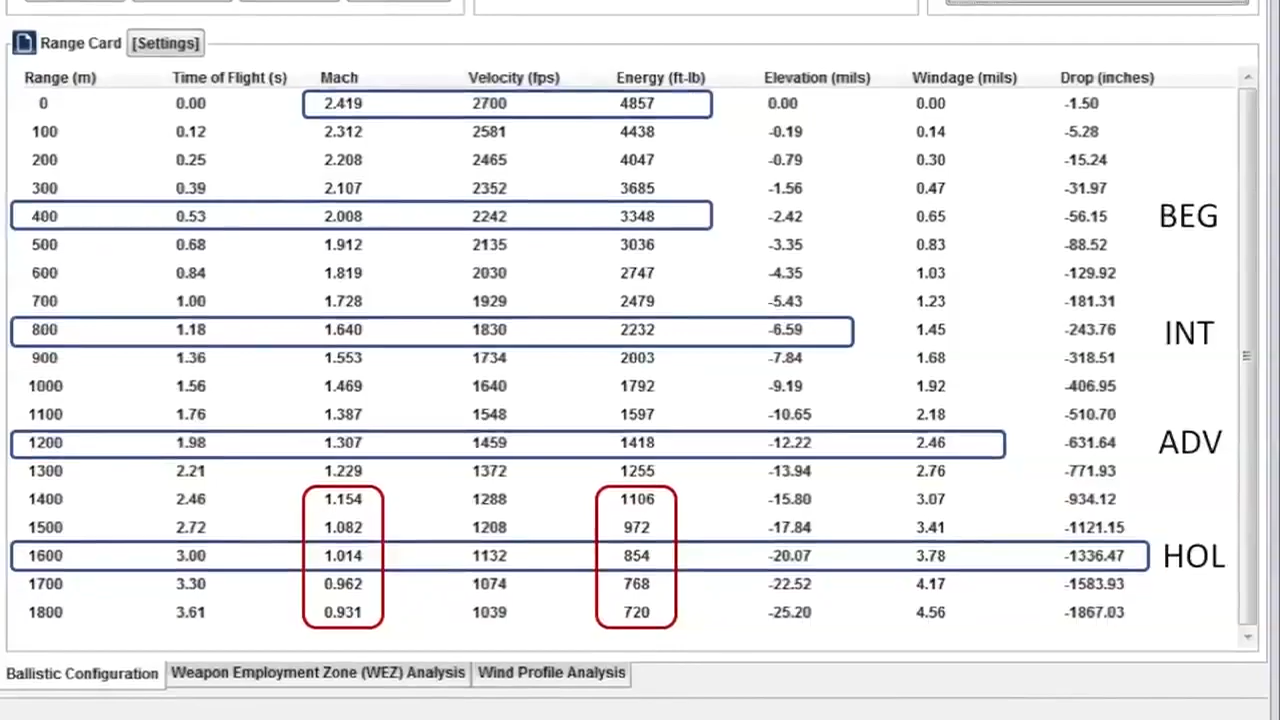 Range Card [Settings]
Range (m) Time of Flight (s) Mach Velocity (fps) Energy (ft-lb) Elevation (mils) Windage (mils) Drop (inches)
0 0.00 2.419 2700 4857 0.00 0.00 -1.50
100 0.12 2.312 2581 4438 -0.19 0.14 -5.28
200 0.25 2.208 2465 4047 -0.79 0.30 -15.24
300 0.39 2.107 2352 3685 -1.56 0.47 -31.97
400 0.53 2.008 2242 3348 -2.42 0.65 -56.15 BEG
500 0.68 1.912 2135 3036 -3.35 0.83 -88.52
600 0.84 1.819 2030 2747 -4.35 1.03 -129.92
700 1.00 1.728 1929 2479 -5.43 1.23 -181.31
800 1.18 1.640 1830 2232 -6.59 1.45 -243.76 INT
900 1.36 1.553 1734 2003 -7.84 1.68 -318.51
1000 1.56 1.469 1640 1792 -9.19 1.92 -406.95
1100 1.76 1.387 1548 1597 -10.65 2.18 -510.70
1200 1.98 1.307 1459 1418 -12.22 2.46 -631.64 ADV
1300 2.21 1.229 1372 1255 -13.94 2.76 -771.93
1400 2.46 1.154 1288 1106 -15.80 3.07 -934.12
1500 2.72 1.082 1208 972 -17.84 3.41 -1121.15
1600 3.00 1.014 1132 854 -20.07 3.78 -1336.47 HOL
1700 3.30 0.962 1074 768 -22.52 4.17 -1583.93
1800 3.61 0.931 1039 720 -25.20 4.56 -1867.03
Ballistic Configuration Weapon Employment Zone (WEZ) Analysis Wind Profile Analysis